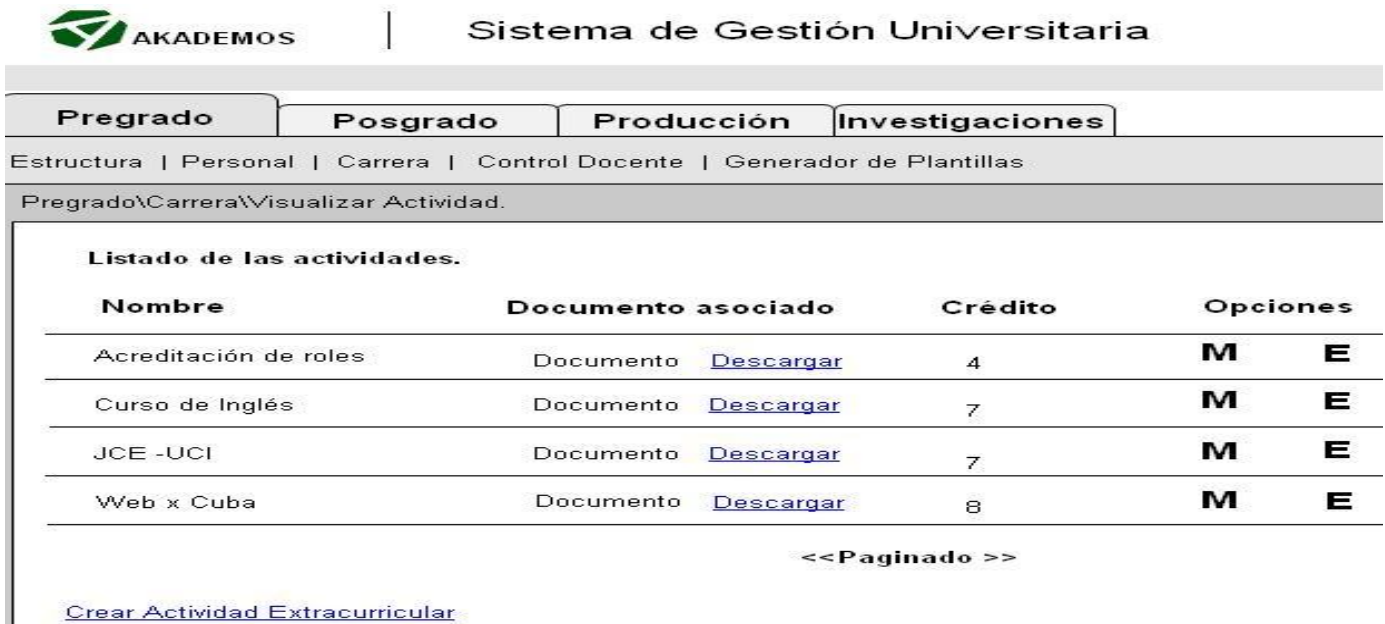 AKADEMOS | Sistema de Gestión Universitaria
Pregrado Posgrado Producción Investigaciones
Estructura | Personal | Carrera | Control Docente | Generador de Plantillas
Pregrado\Carrera\Visualizar Actividad.
Listado de las actividades.
Nombre Documento asociado Crédito Opciones
Acreditación de roles Documento Descargar 4 M E
Curso de Inglés Documento Descargar 7 M E
JCE -UCI Documento Descargar 7 M E
Web x Cuba Documento Descargar 8 M E
<<Paginado >>
Crear Actividad Extracurricular